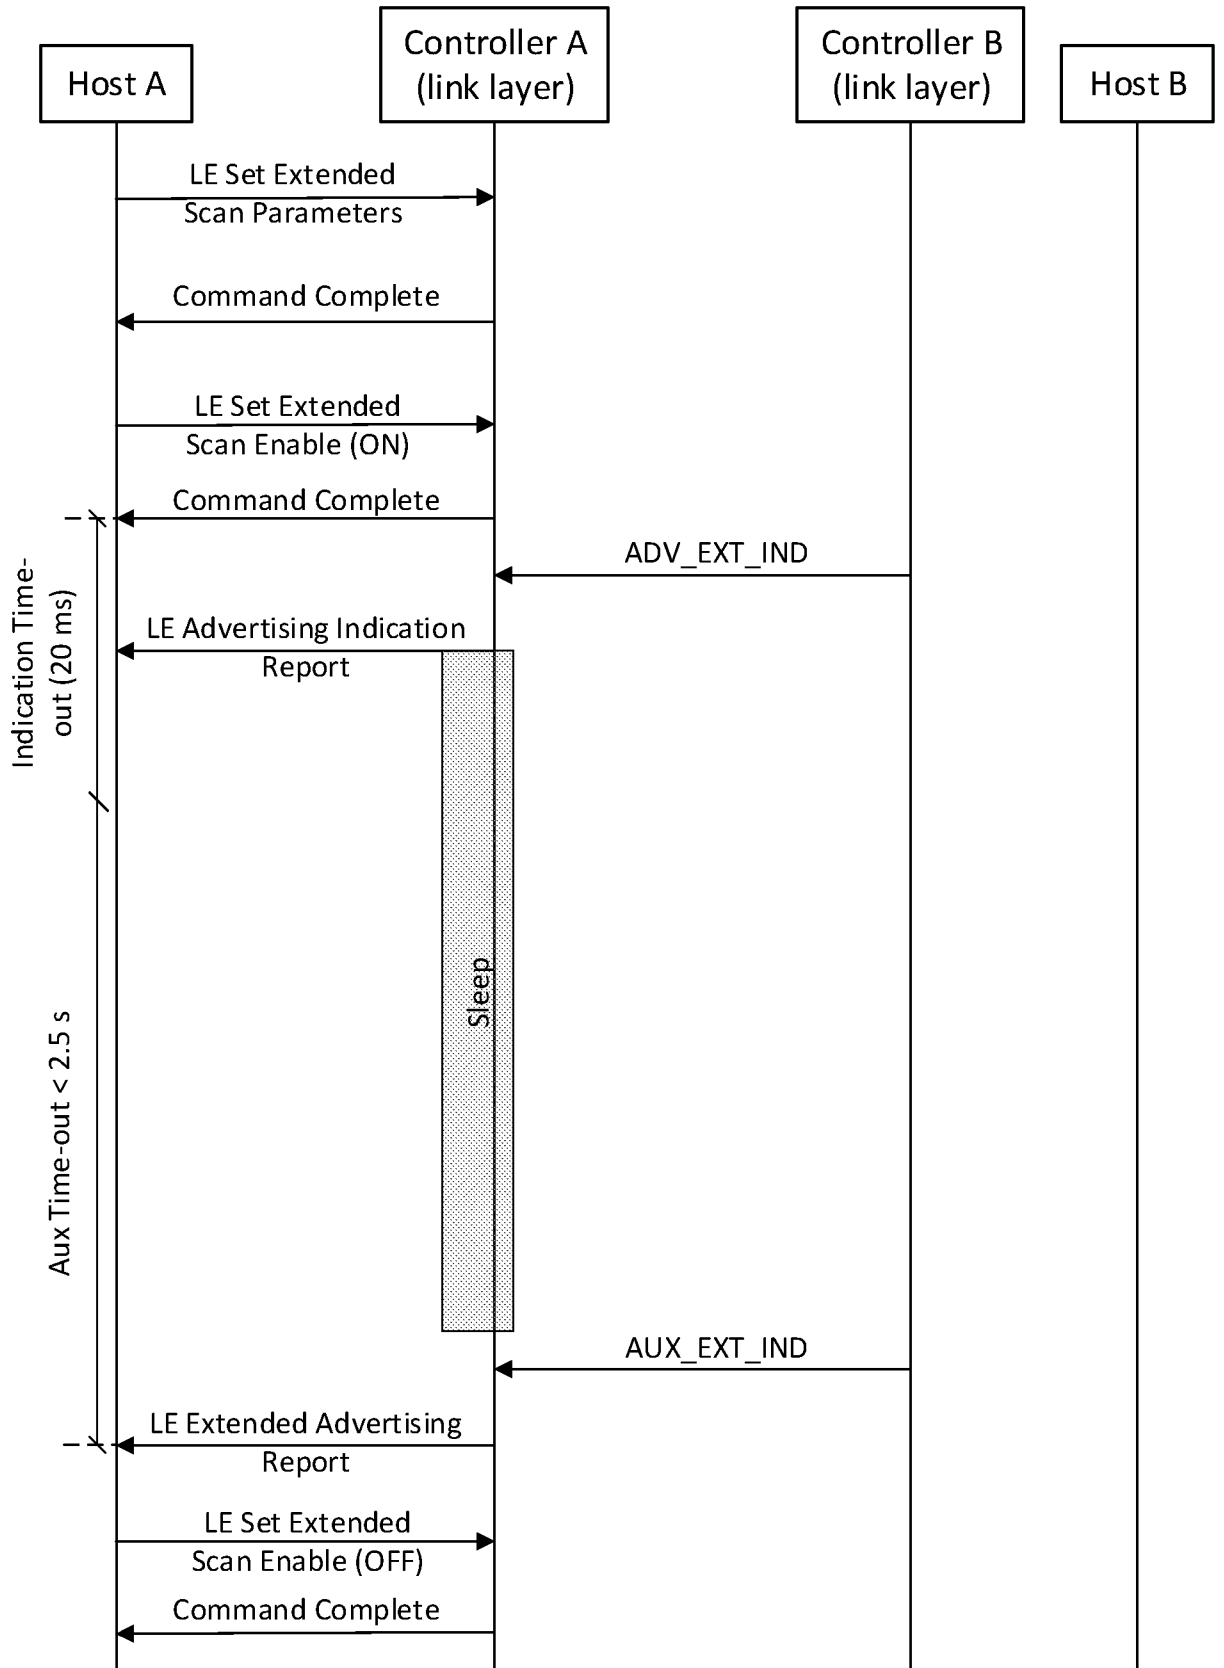 Host A
Controller A
(link layer)
Controller B
(link layer)
Host B
LE Set Extended
Scan Parameters
Command Complete
LE Set Extended
Scan Enable (ON)
Command Complete
ADV_EXT_IND
Indication Time-
out (20 ms)
LE Advertising Indication
Report
Sleep
Aux Time-out < 2.5 s
AUX_EXT_IND
LE Extended Advertising
Report
LE Set Extended
Scan Enable (OFF)
Command Complete